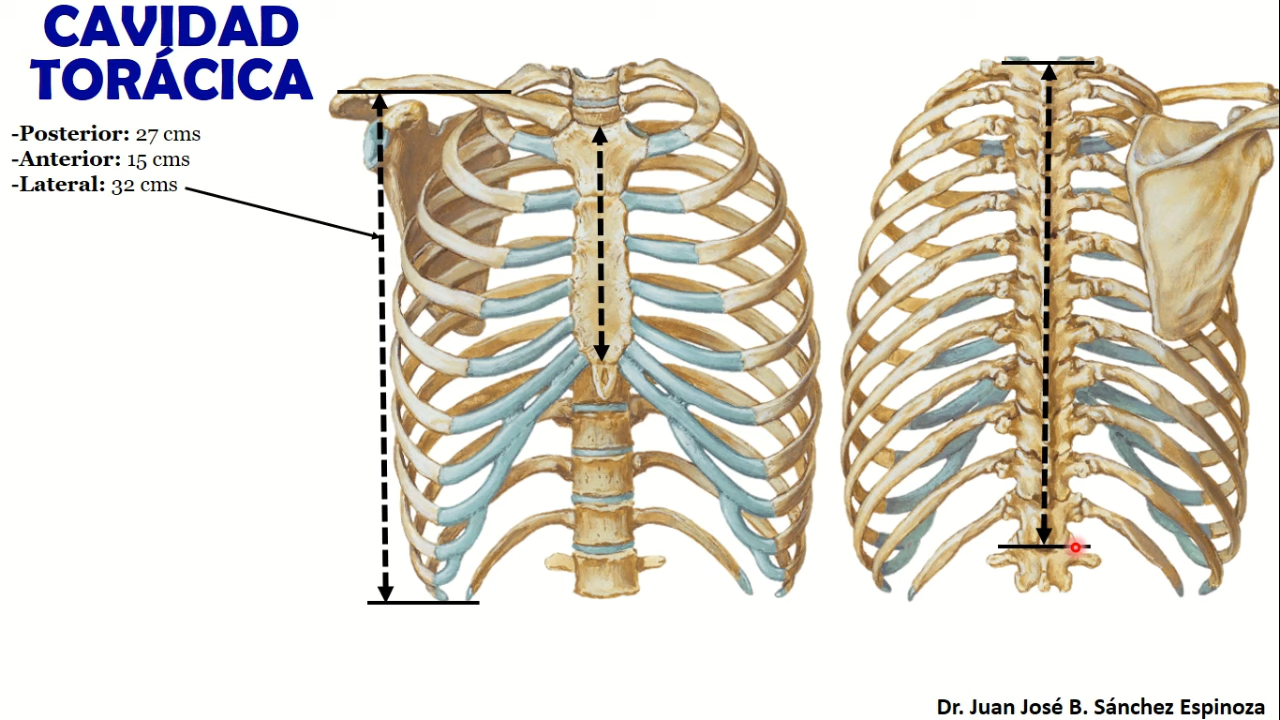 CAVIDAD
TORÁCICA
-Posterior: 27 cms
-Anterior: 15 cms
-Lateral: 32 cms
Dr. Juan José B. Sánchez Espinoza